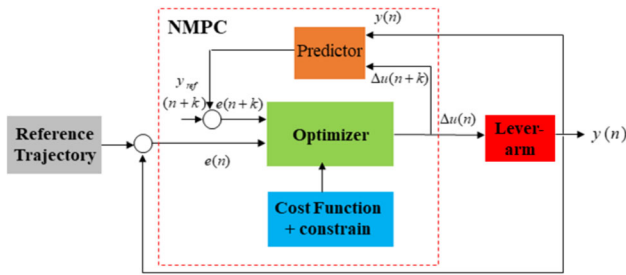 NMPC
y(n)
Predictor
y_ref
(n+k)
e(n+k)
Δu(n+k)
Reference
Trajectory
Optimizer
Δu(n)
Lever-
arm
y(n)
e(n)
Cost Function
+ constrain